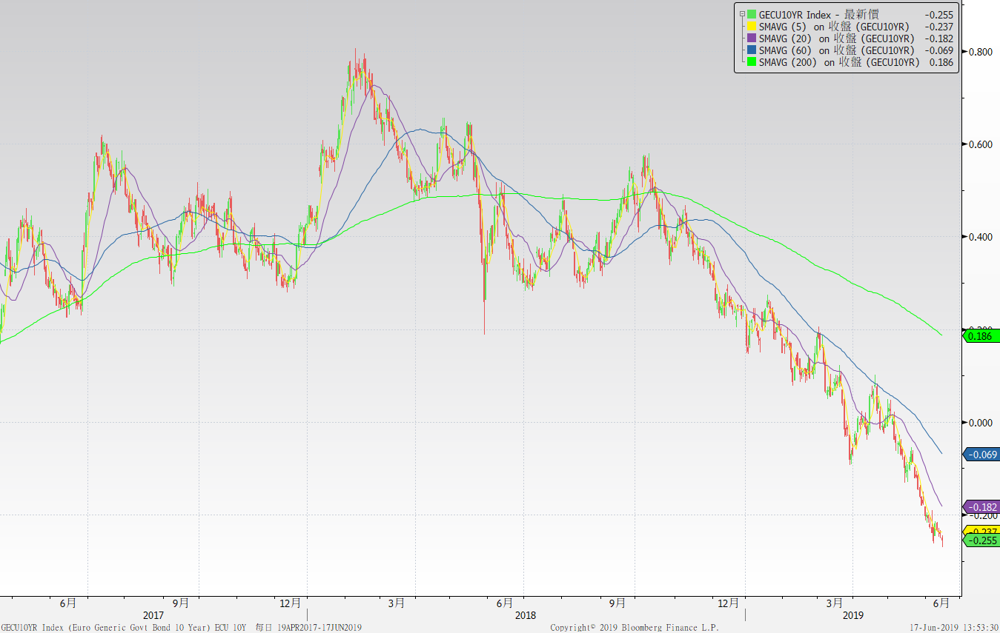 GECU10YR Index - 最新價 -0.255
SMAVG (5) on 收盤 (GECU10YR) -0.237
SMAVG (20) on 收盤 (GECU10YR) -0.182
SMAVG (60) on 收盤 (GECU10YR) -0.069
SMAVG (200) on 收盤 (GECU10YR) 0.186
0.800
0.600
0.400
0.186
0.000
-0.069
-0.182
-0.200
-0.237
-0.255
6月 9月 12月 3月 6月 9月 12月 3月 6月
2017 2018 2019
GECU10YR Index (Euro Generic Govt Bond 10 Year) ECU 10Y 每日 19APR2017-17JUN2019 Copyright© 2019 Bloomberg Finance L.P. 17-Jun-2019 13:53:30